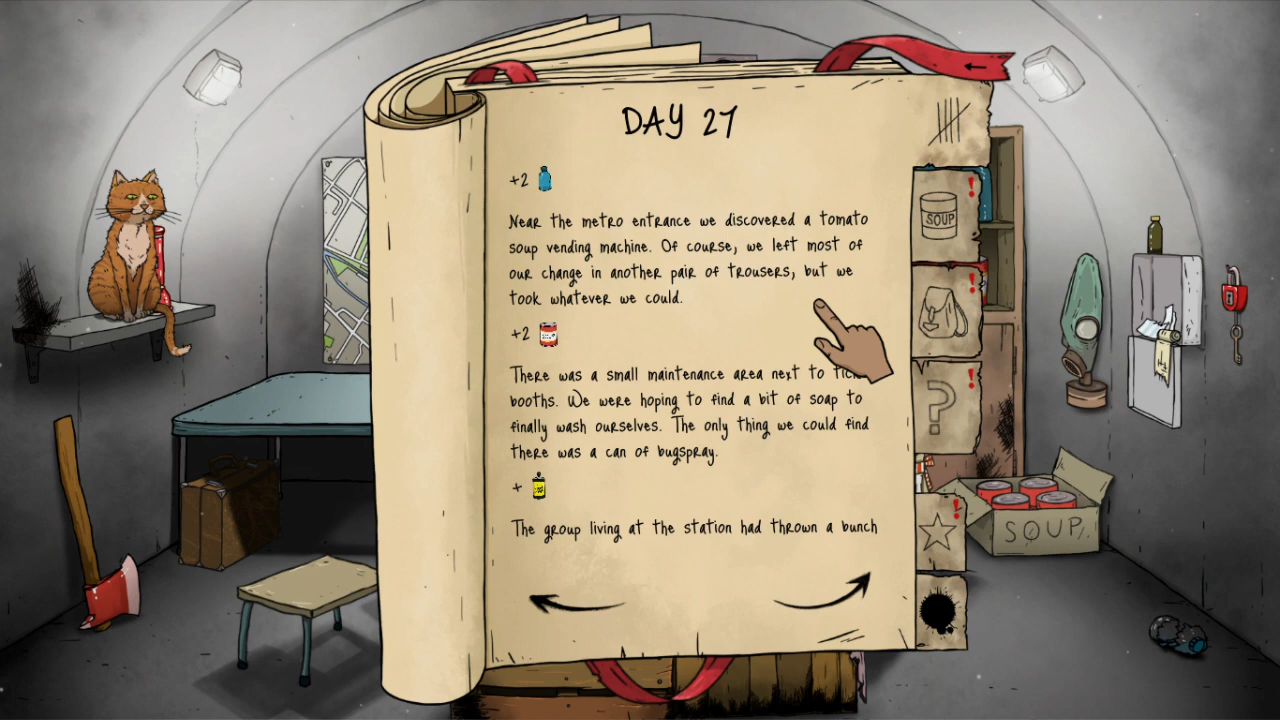 DAY 27
+2
Near the metro entrance we discovered a tomato
soup vending machine. Of course, we left most of
our change in another pair of trousers, but we
took whatever we could.
+2
There was a small maintenance area next to
booths. We were hoping to find a bit of soap to
finally wash ourselves. The only thing we could find
there was a can of bugspray.
+
The group living at the station had thrown a bunch
SOUP
!
!
?
!
!
SOUP